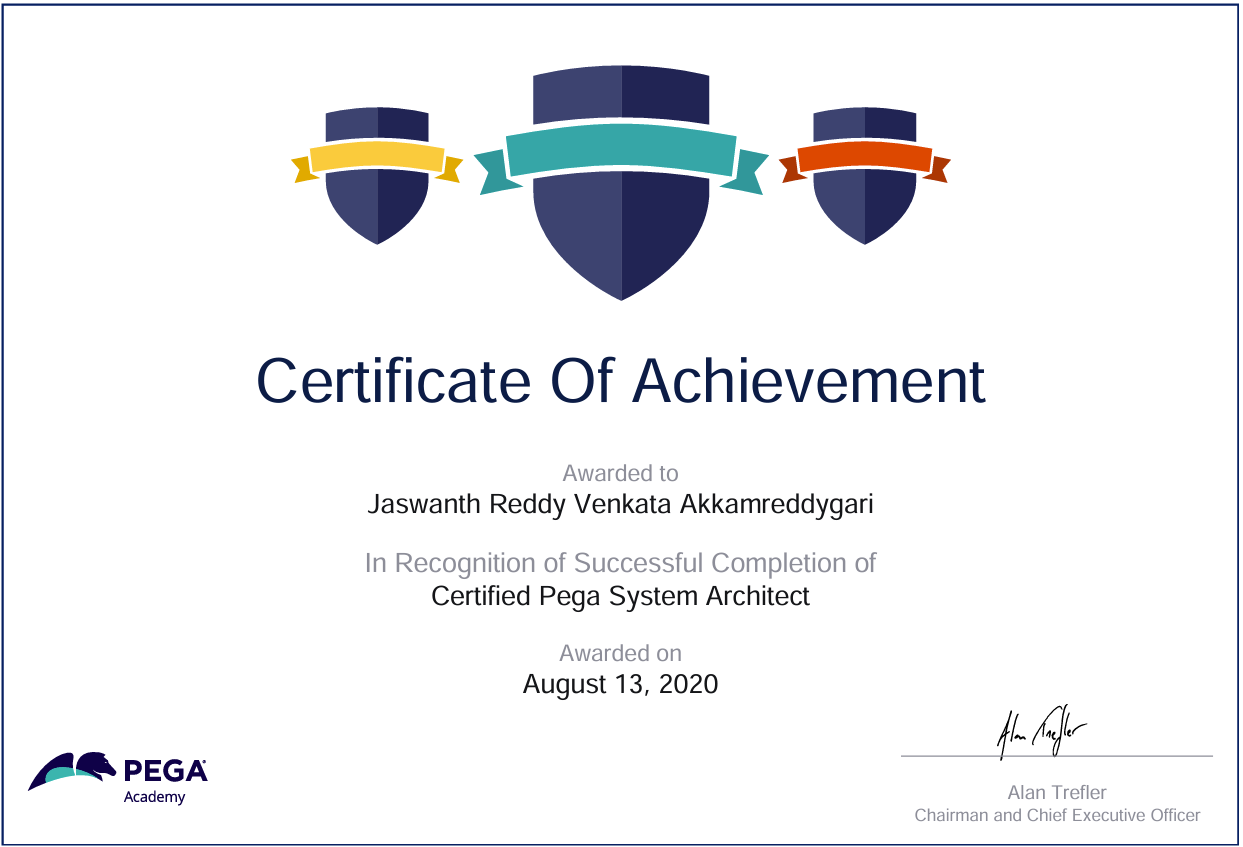 Certificate Of Achievement
Awarded to
Jaswanth Reddy Venkata Akkamreddygari
In Recognition of Successful Completion of
Certified Pega System Architect
Awarded on
August 13, 2020
Alan Trefler
PEGA
Academy
Alan Trefler
Chairman and Chief Executive Officer